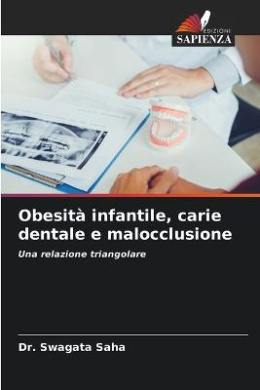 EDIZIONI
SAPIENZA
Obesità infantile, carie
dentale e malocclusione
Una relazione triangolare
Dr. Swagata Saha